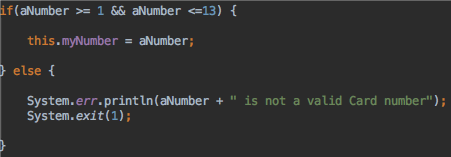 if(aNumber >= 1 && aNumber <=13) {
this.myNumber = aNumber;
} else {
System.err.println(aNumber + " is not a valid Card number");
System.exit(1);
}